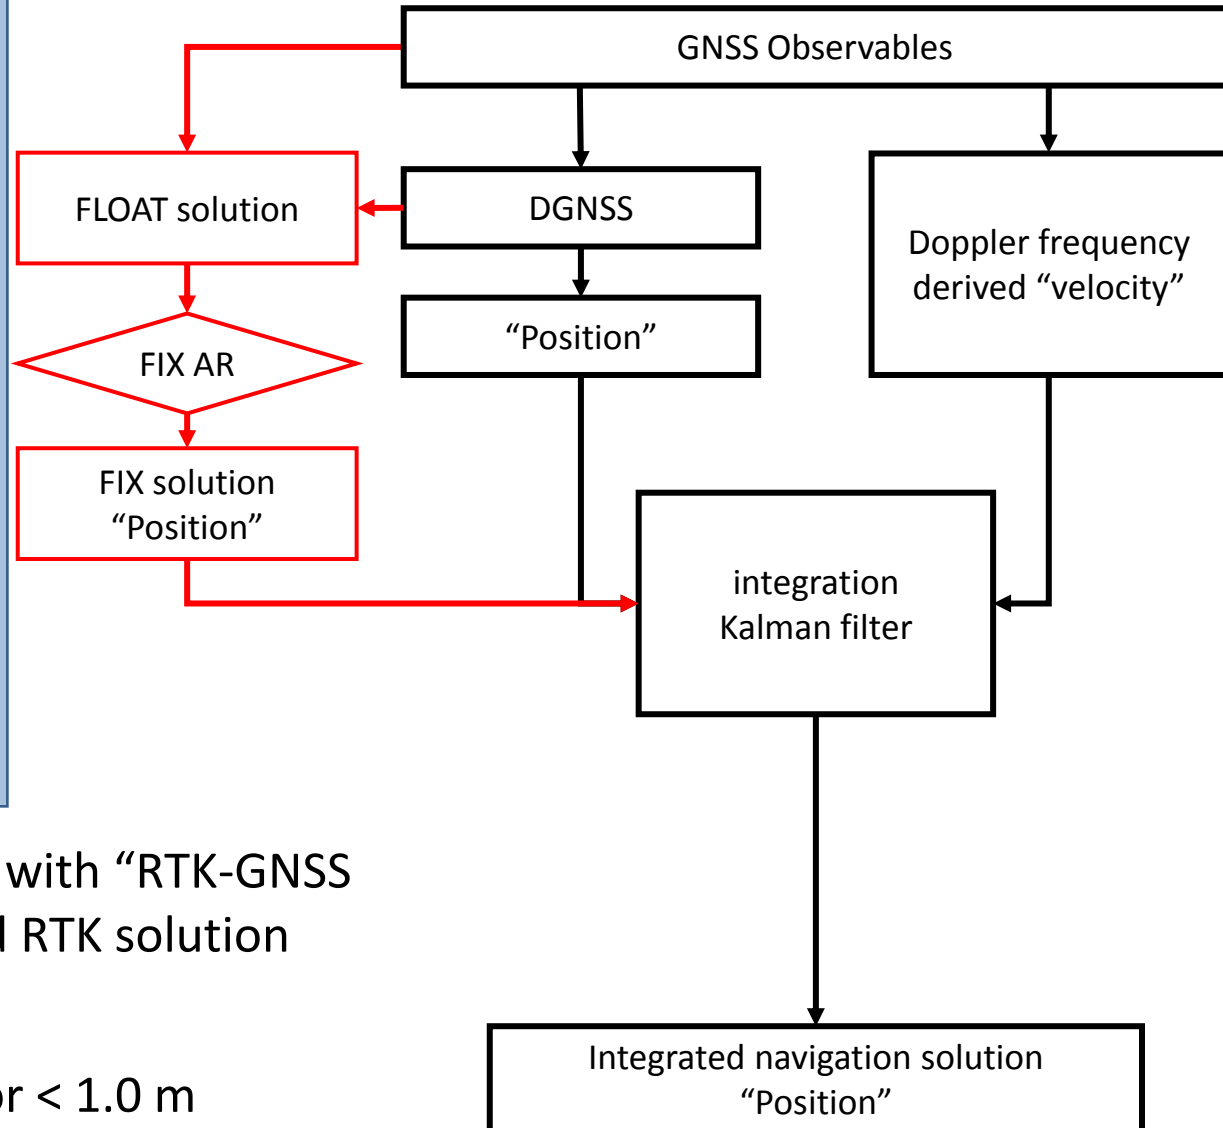 GNSS Observables
FLOAT solution
DGNSS
Doppler frequency
derived “velocity”
“Position”
FIX AR
FIX solution
“Position”
integration
Kalman filter
with “RTK-GNSS
RTK solution
< 1.0 m
Integrated navigation solution
“Position”